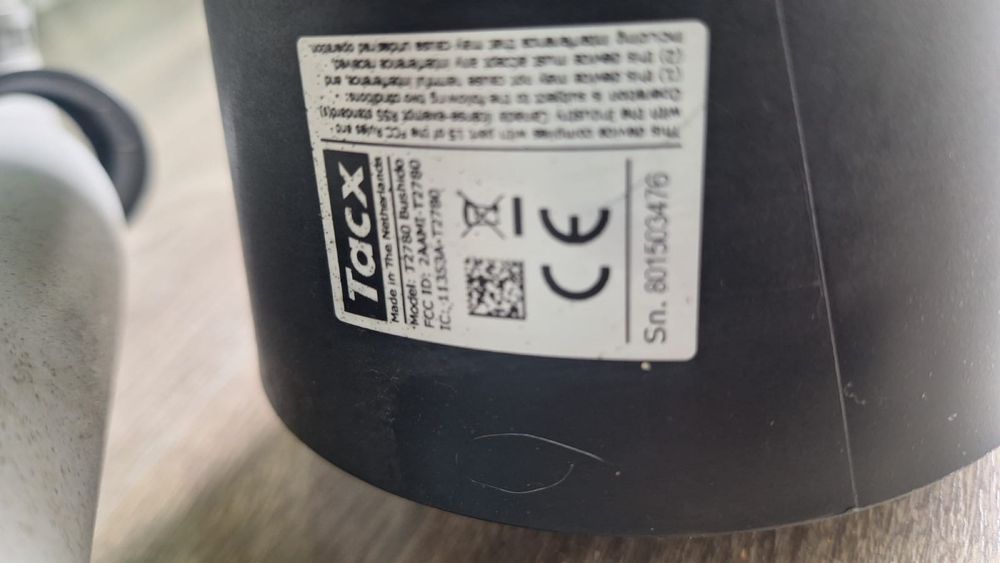 Tacx
Made in The Netherlands
Model: T2780 Bushido
FCC ID: 2AAMI-T2780
IC: 11353A-T2780
CE
Sn. 801503476
This device complies with part 15 of the FCC Rules and
with the Industry Canada license-exempt RSS standard(s)
Operation is subject to the following two conditions:
(1) this device may not cause harmful interference, and
(2) this device must accept any interference received,
including interference that may cause undesired operation.